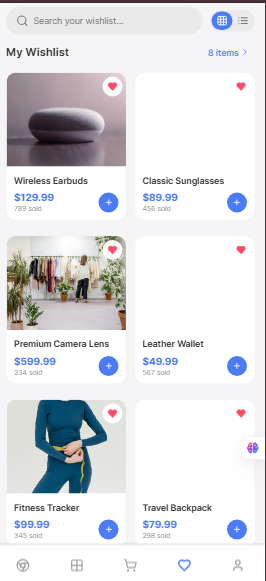 Search your wishlist...
My Wishlist
8 items
Wireless Earbuds
$129.99
789 sold
Classic Sunglasses
$89.99
456 sold
Premium Camera Lens
$599.99
234 sold
Leather Wallet
$49.99
567 sold
Fitness Tracker
$99.99
345 sold
Travel Backpack
$79.99
298 sold